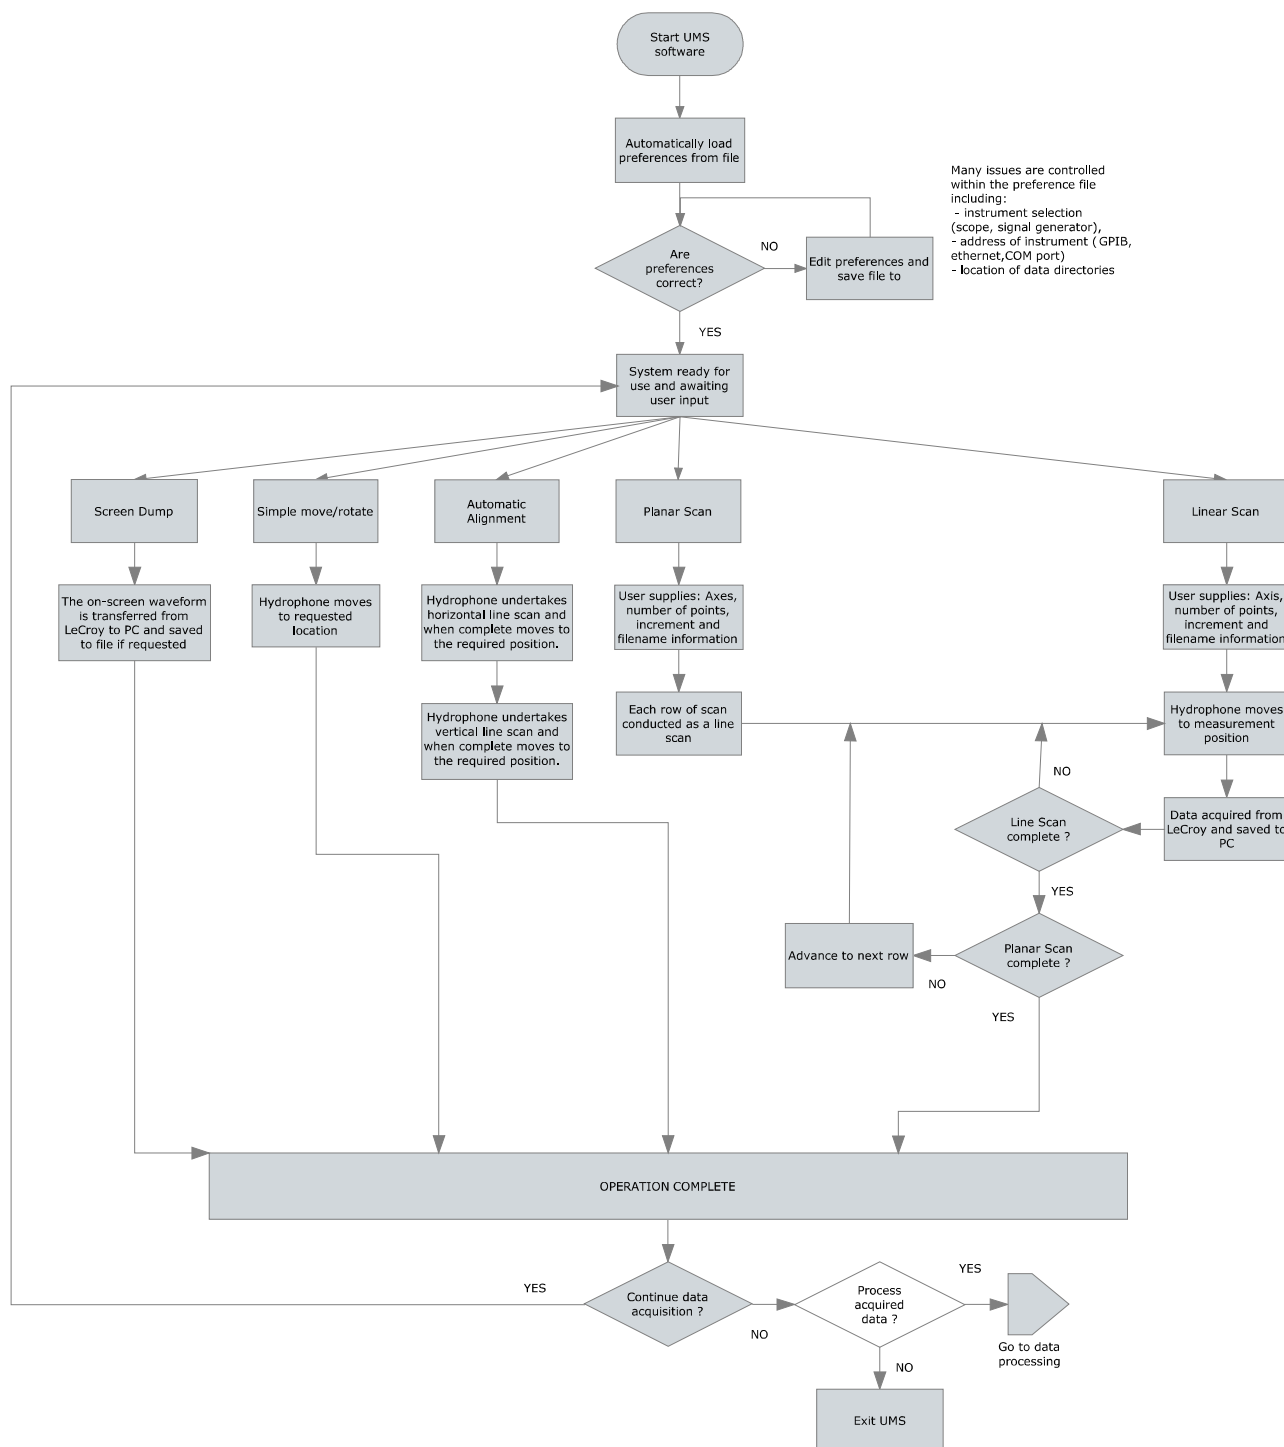 Start UMS
software
Automatically load
preferences from file
Many issues are controlled
within the preference file
including:
- instrument selection
(scope, signal generator),
- address of instrument (GPIB,
ethernet,COM port)
- location of data directories
Are
preferences
correct?
NO
Edit preferences and
save file to
YES
System ready for
use and awaiting
user input
Screen Dump
Simple move/rotate
Automatic
Alignment
Planar Scan
Linear Scan
The on-screen waveform
is transferred from
LeCroy to PC and saved
to file if requested
Hydrophone moves
to requested
location
Hydrophone undertakes
horizontal line scan and
when complete moves to
the required position.
User supplies: Axes,
number of points,
increment and
filename information
User supplies: Axis,
number of points,
increment and
filename information
Hydrophone undertakes
vertical line scan and
when complete moves to
the required position.
Each row of scan
conducted as a line
scan
Hydrophone moves
to measurement
position
NO
Line Scan
complete ?
Data acquired from
LeCroy and saved to
PC
YES
Advance to next row
Planar Scan
complete ?
NO
YES
OPERATION COMPLETE
YES
Continue data
acquisition ?
NO
Process
acquired
data ?
YES
Go to data
processing
NO
Exit UMS